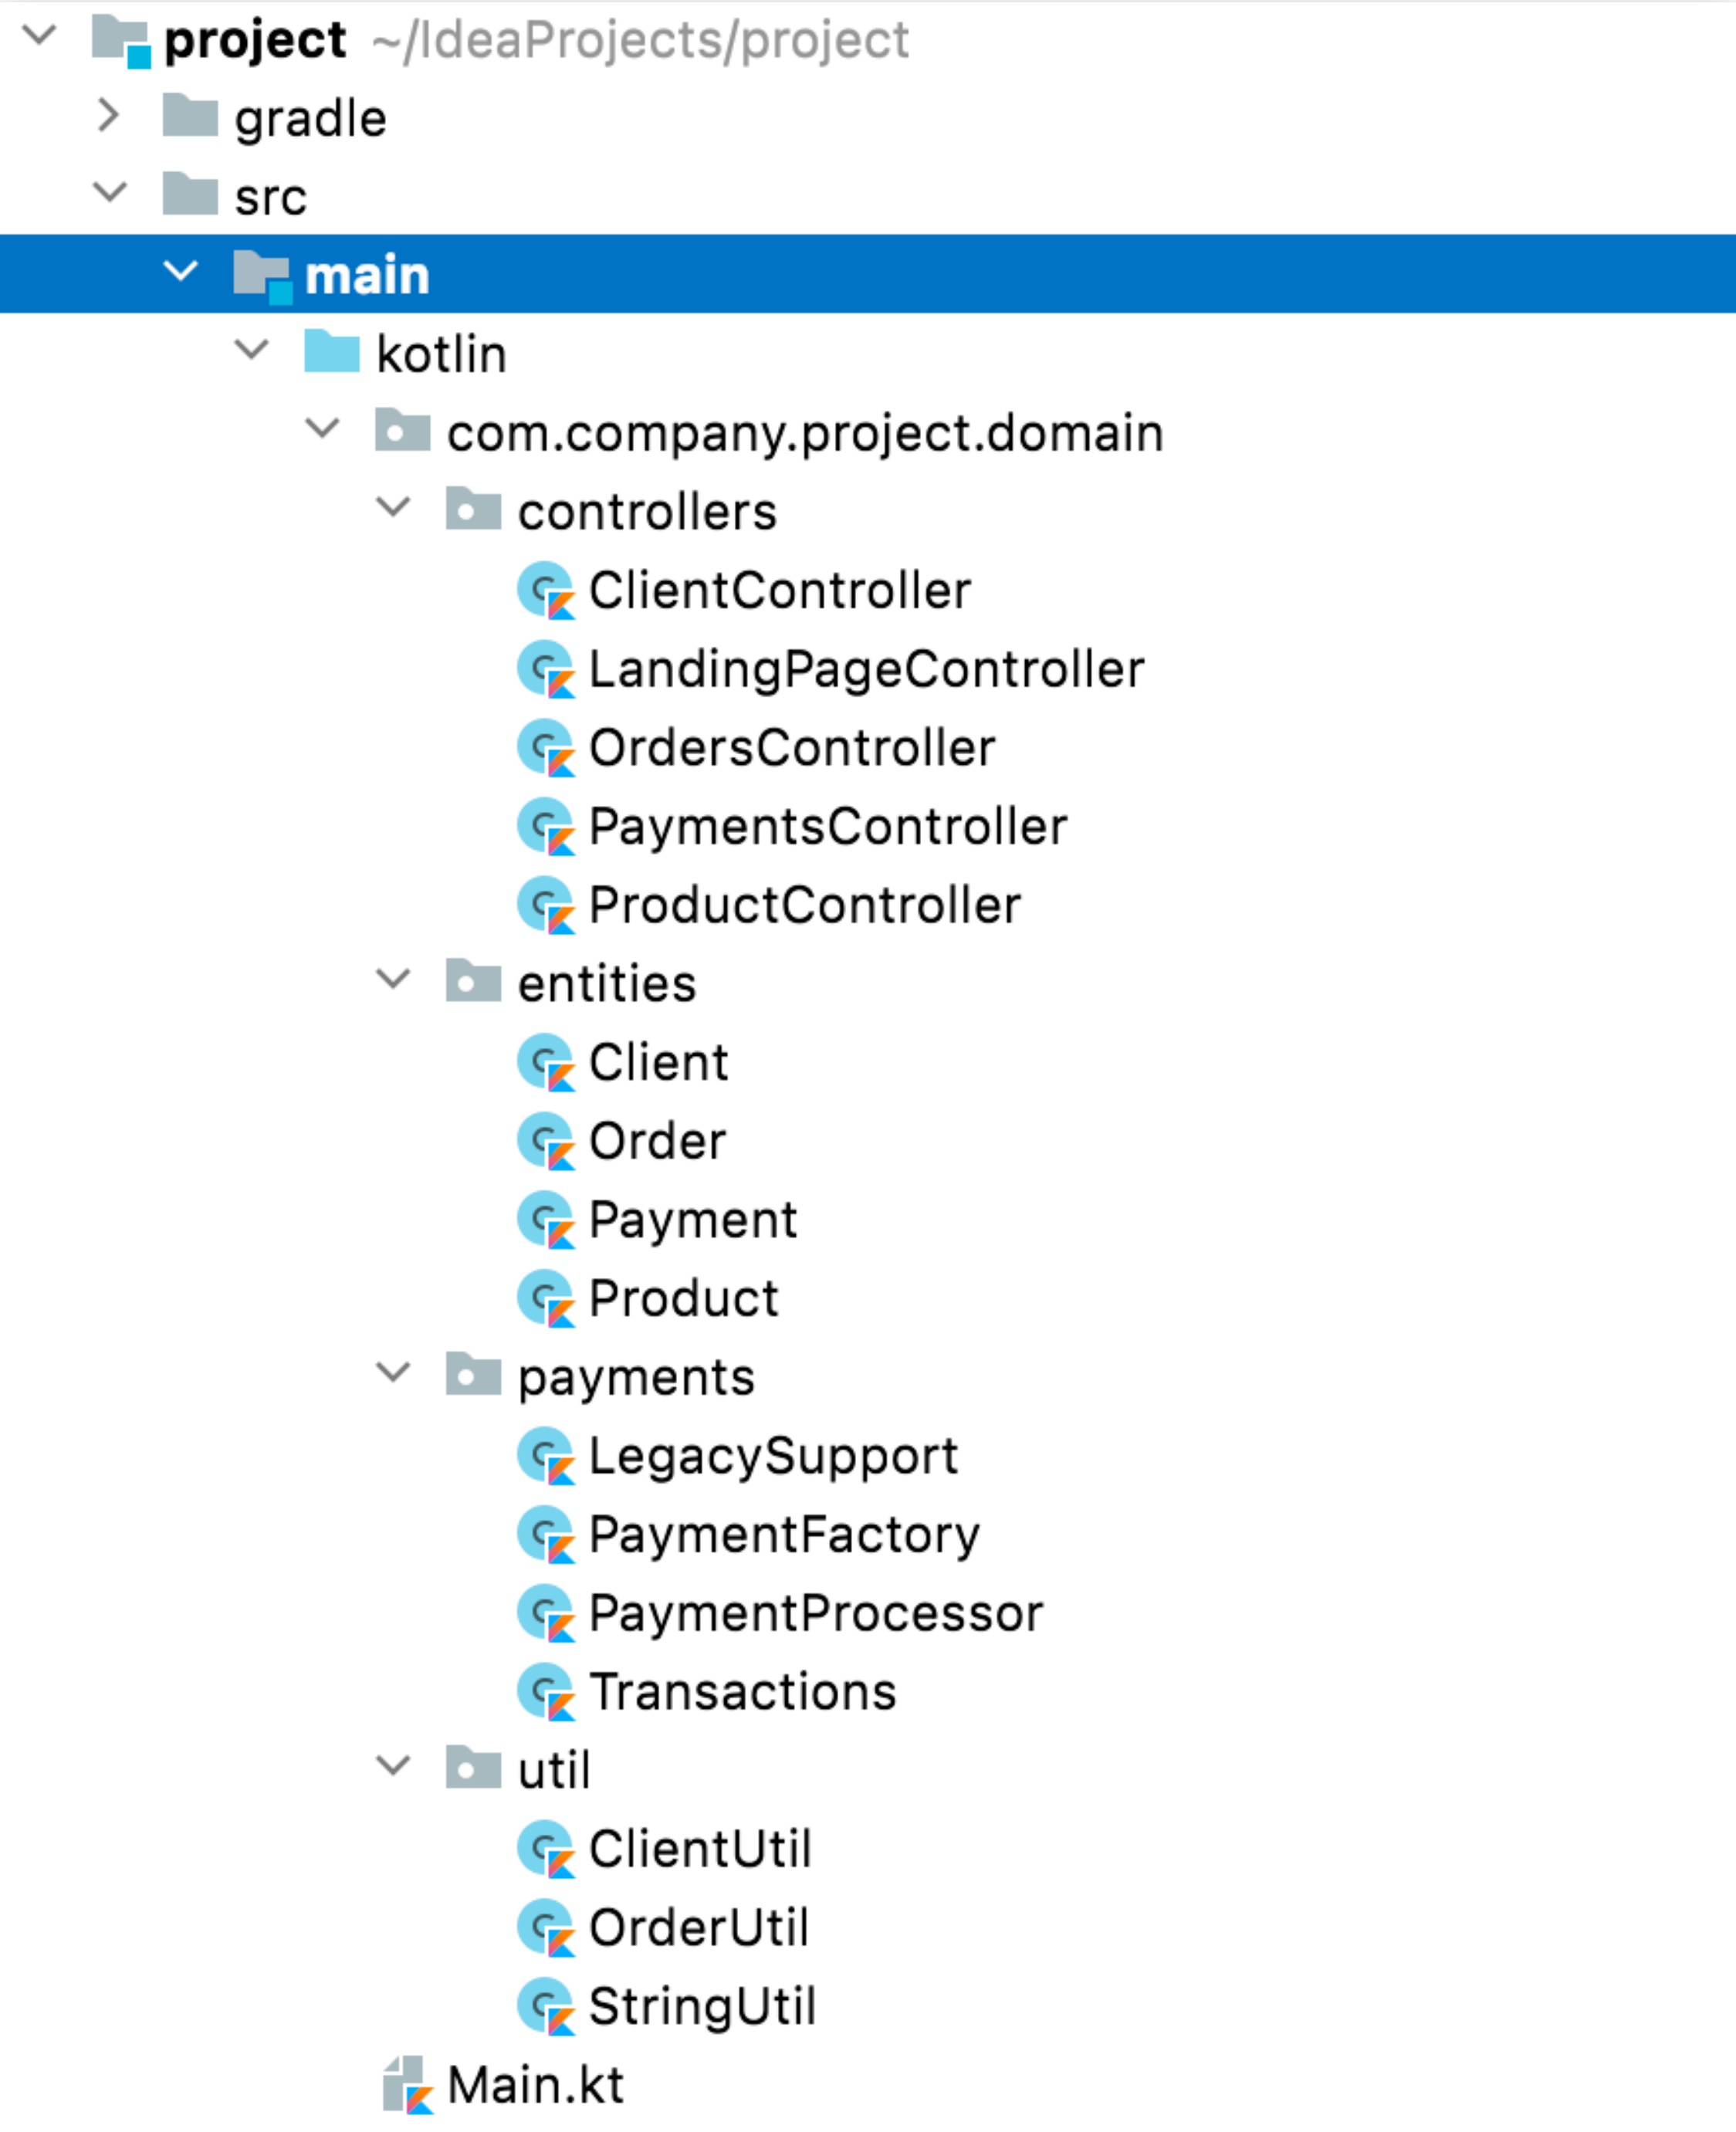 project ~/IdeaProjects/project
gradle
src
main
kotlin
com.company.project.domain
controllers
ClientController
LandingPageController
OrdersController
PaymentsController
ProductController
entities
Client
Order
Payment
Product
payments
LegacySupport
PaymentFactory
PaymentProcessor
Transactions
util
ClientUtil
OrderUtil
StringUtil
Main.kt